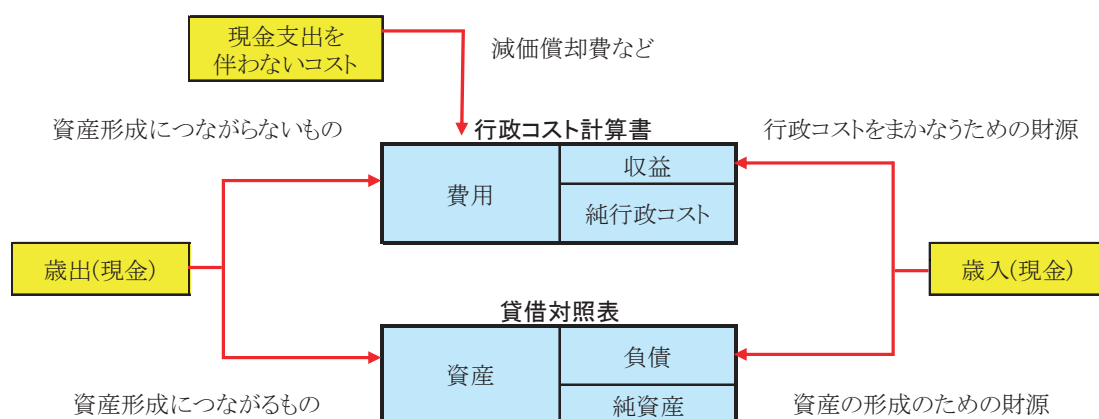 現金支出を
伴わないコスト
減価償却費など
資産形成につながらないもの
行政コスト計算書
行政コストをまかなうための財源
費用
収益
純行政コスト
歳出(現金)
歳入(現金)
貸借対照表
資産
負債
純資産
資産形成につながるもの
資産の形成のための財源